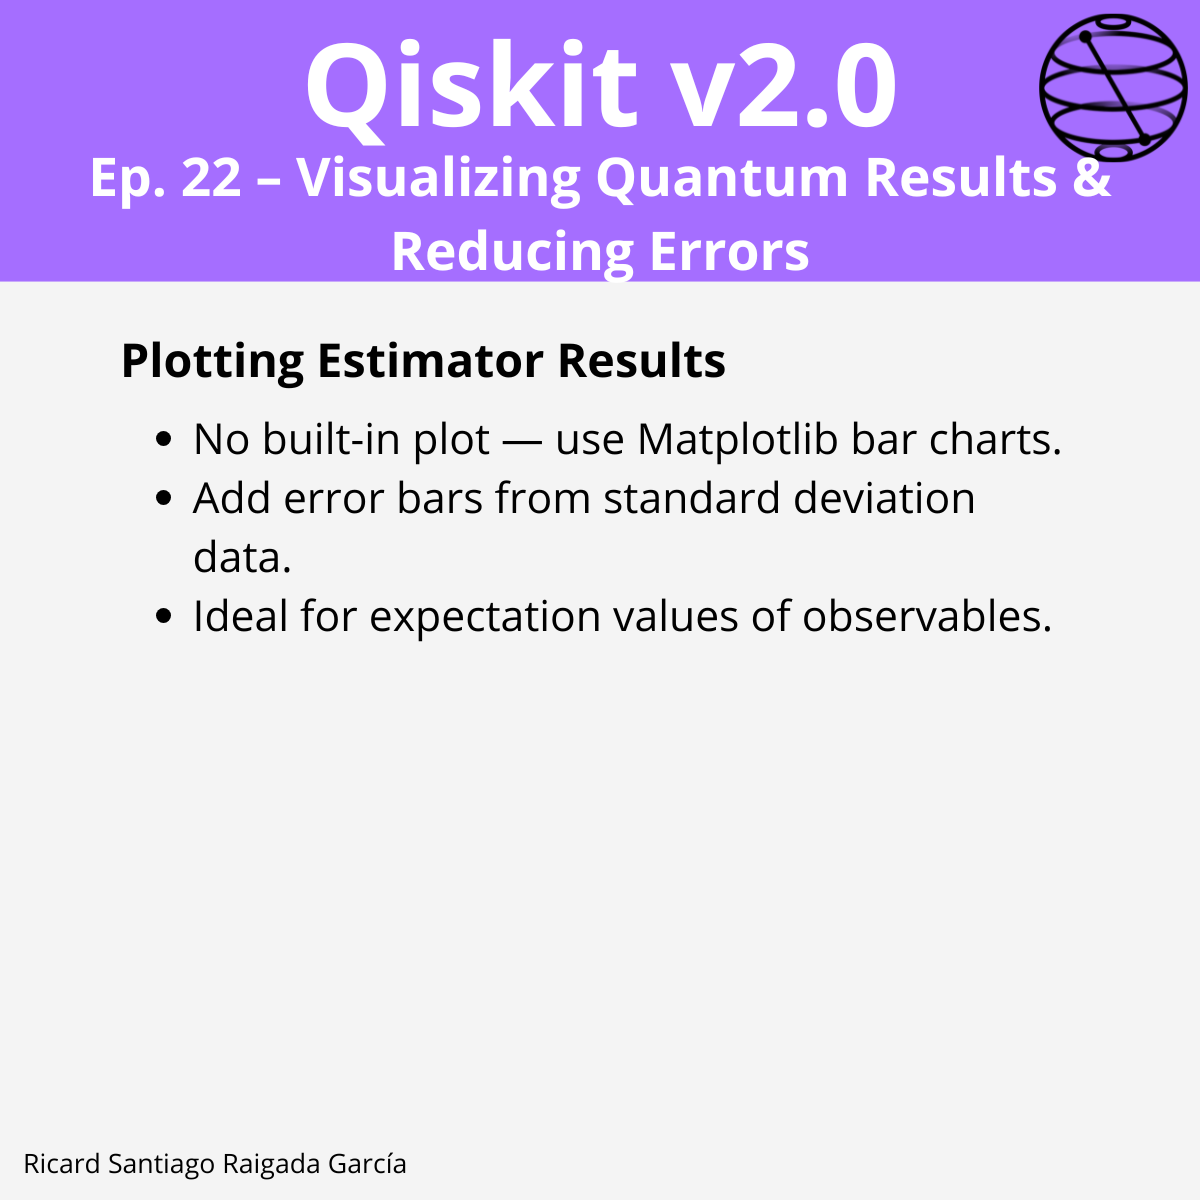 Qiskit v2.0
Ep. 22 – Visualizing Quantum Results &
Reducing Errors
Plotting Estimator Results
• No built-in plot — use Matplotlib bar charts.
• Add error bars from standard deviation
data.
• Ideal for expectation values of observables.
Ricard Santiago Raigada García